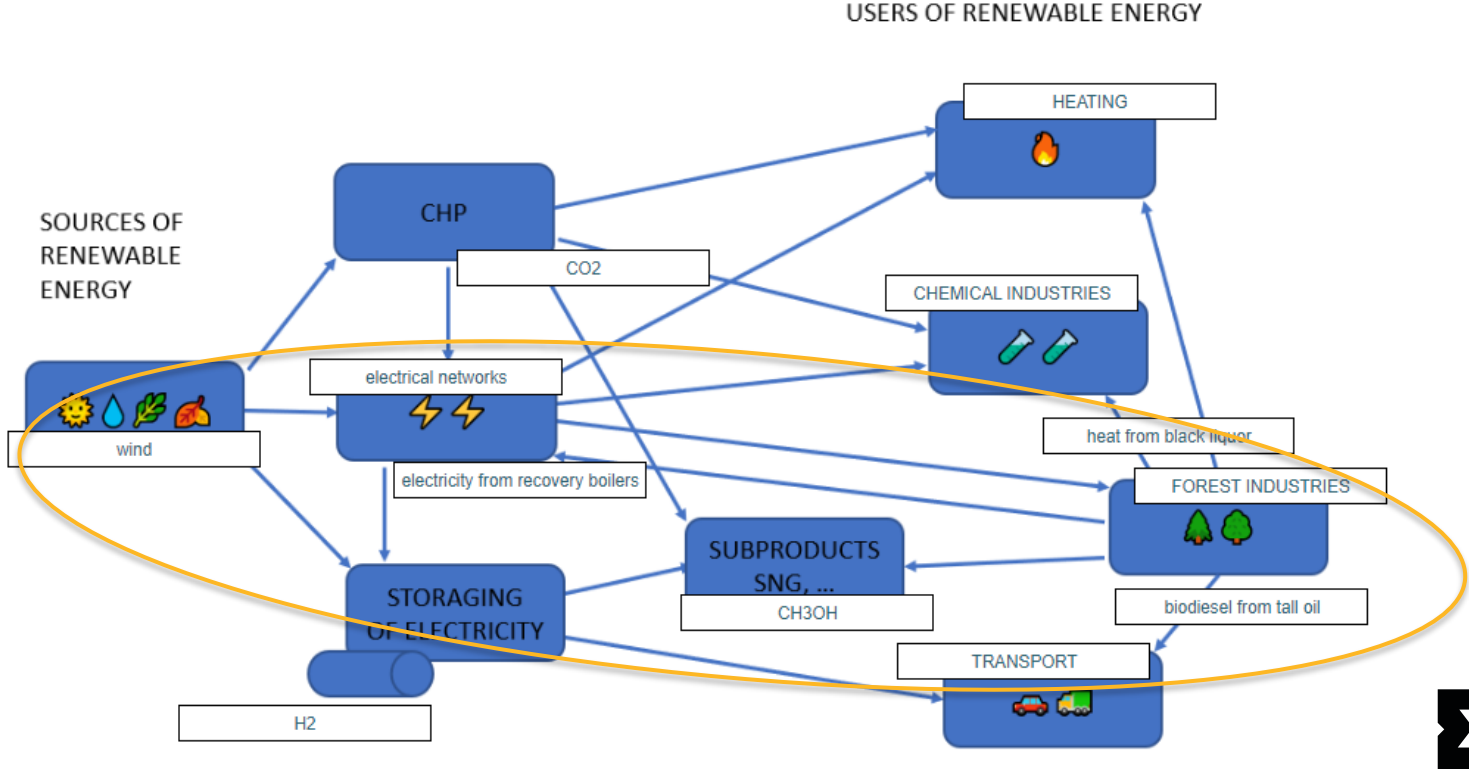 USERS OF RENEWABLE ENERGY
HEATING
CHP
SOURCES OF
RENEWABLE
ENERGY
CO2
CHEMICAL INDUSTRIES
electrical networks
wind
heat from black liquor
electricity from recovery boilers
FOREST INDUSTRIES
SUBPRODUCTS
SNG, ...
STORAGING
OF ELECTRICITY
CH3OH
biodiesel from tall oil
TRANSPORT
H2